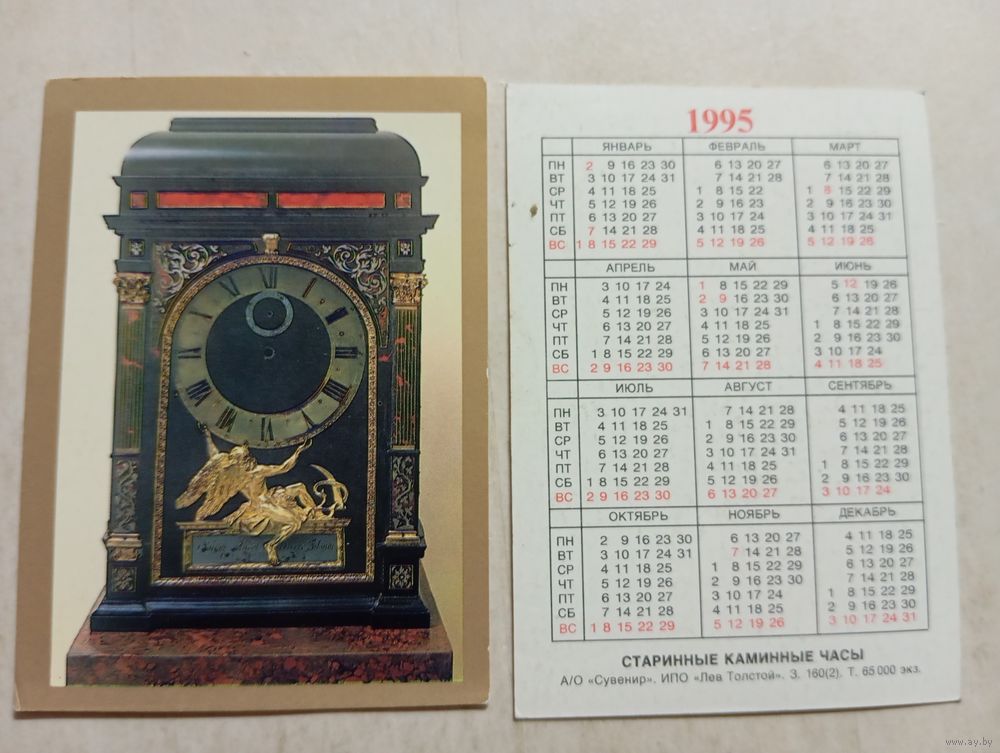 XII
1995
ЯНВАРЬ ФЕВРАЛЬ МАРТ
ПН 2 9 16 23 30 6 13 20 27 6 13 20 27
ВТ 3 10 17 24 31 7 14 21 28 7 14 21 28
СР 4 11 18 25 1 8 15 22 1 8 15 22 29
ЧТ 5 12 19 26 2 9 16 23 2 9 16 23 30
ПТ 6 13 20 27 3 10 17 24 3 10 17 24 31
СБ 7 14 21 28 4 11 18 25 4 11 18 25
ВС 1 8 15 22 29 5 12 19 26 5 12 19 26
АПРЕЛЬ МАЙ ИЮНЬ
ПН 3 10 17 24 1 8 15 22 29 5 12 19 26
ВТ 4 11 18 25 2 9 16 23 30 6 13 20 27
СР 5 12 19 26 3 10 17 24 31 7 14 21 28
ЧТ 6 13 20 27 4 11 18 25 1 8 15 22 29
ПТ 7 14 21 28 5 12 19 26 2 9 16 23 30
СБ 1 8 15 22 29 6 13 20 27 3 10 17 24
ВС 2 9 16 23 30 7 14 21 28 4 11 18 25
ИЮЛЬ АВГУСТ СЕНТЯБРЬ
ПН 3 10 17 24 31 7 14 21 28 4 11 18 25
ВТ 4 11 18 25 1 8 15 22 29 5 12 19 26
СР 5 12 19 26 2 9 16 23 30 6 13 20 27
ЧТ 6 13 20 27 3 10 17 24 31 7 14 21 28
ПТ 7 14 21 28 4 11 18 25 1 8 15 22 29
СБ 1 8 15 22 29 5 12 19 26 2 9 16 23 30
ВС 2 9 16 23 30 6 13 20 27 3 10 17 24
ОКТЯБРЬ НОЯБРЬ ДЕКАБРЬ
ПН 2 9 16 23 30 6 13 20 27 4 11 18 25
ВТ 3 10 17 24 31 7 14 21 28 5 12 19 26
СР 4 11 18 25 1 8 15 22 29 6 13 20 27
ЧТ 5 12 19 26 2 9 16 23 30 7 14 21 28
ПТ 6 13 20 27 3 10 17 24 1 8 15 22 29
СБ 7 14 21 28 4 11 18 25 2 9 16 23 30
ВС 1 8 15 22 29 5 12 19 26 3 10 17 24 31
СТАРИННЫЕ КАМИННЫЕ ЧАСЫ
А/О «Сувенир». ИПО «Лев Толстой». З. 160(2). Т. 65 000 экз.
www.ay.by